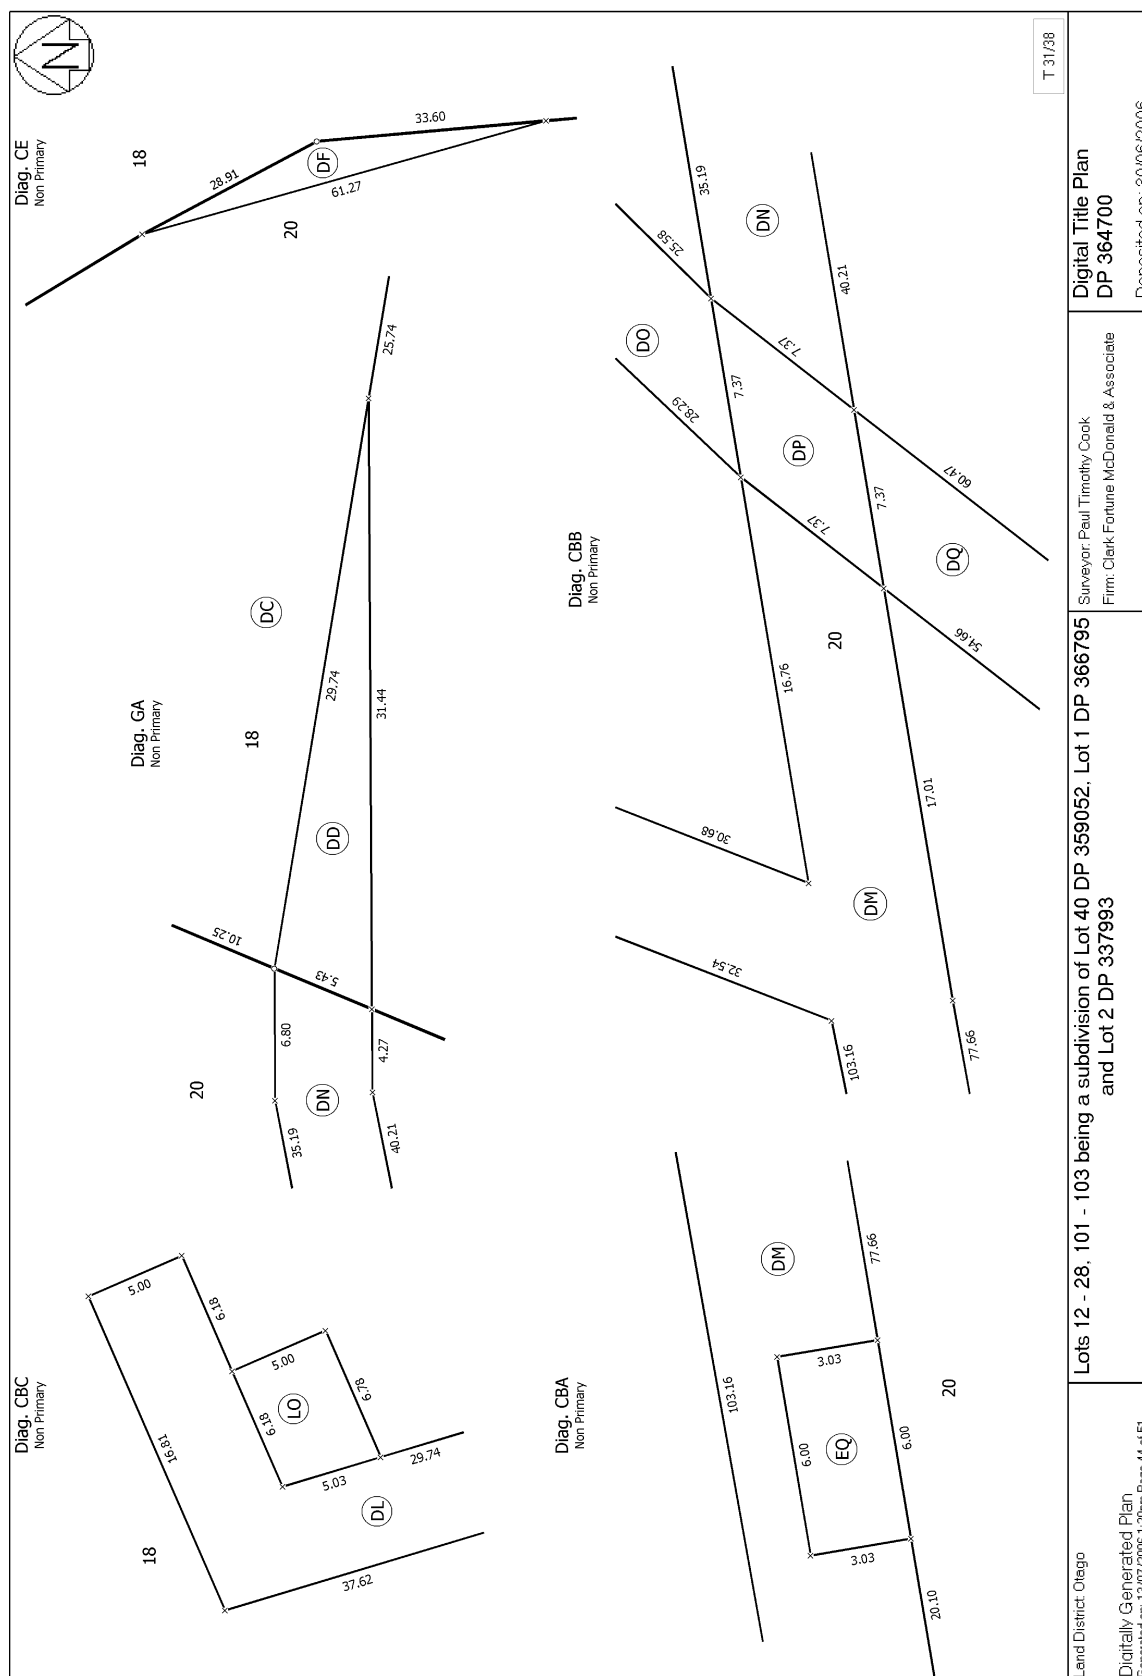 N
T 31/38
Diag. CE
Non Primary
18
28.91
33.60
DF
61.27
20
Diag. GA
Non Primary
DC
18
25.74
29.74
31.44
DD
10.25
5.43
6.80
4.27
20
DN
35.19
40.21
Diag. CBB
Non Primary
35.19
25.58
DN
40.21
DO
7.37
7.37
28.29
DP
7.37
7.37
60.47
DQ
54.66
20
16.76
17.01
30.68
DM
32.54
103.16
77.66
Diag. CBC
Non Primary
5.00
6.18
5.00
16.81
6.18
LO
6.78
5.03
29.74
DL
18
37.62
Diag. CBA
Non Primary
103.16
DM
77.66
3.03
6.00
EQ
6.00
3.03
20
20.10
Land District: Otago
Digitally Generated Plan
Lots 12 - 28, 101 - 103 being a subdivision of Lot 40 DP 359052, Lot 1 DP 366795
and Lot 2 DP 337993
Surveyor: Paul Timothy Cook
Firm: Clark Fortune McDonald & Associate
Digital Title Plan
DP 364700